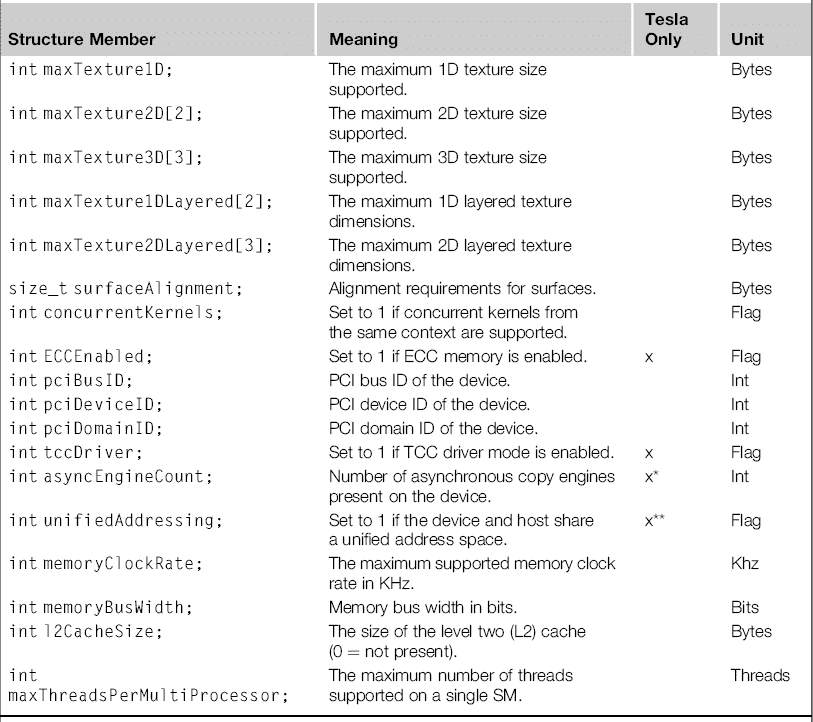 Structure Member Meaning Tesla Only Unit
int maxTexture1D; The maximum 1D texture size supported. Bytes
int maxTexture2D[2]; The maximum 2D texture size supported. Bytes
int maxTexture3D[3]; The maximum 3D texture size supported. Bytes
int maxTexture1DLayered[2]; The maximum 1D layered texture dimensions. Bytes
int maxTexture2DLayered[3]; The maximum 2D layered texture dimensions. Bytes
size_t surfaceAlignment; Alignment requirements for surfaces. Bytes
int concurrentKernels; Set to 1 if concurrent kernels from the same context are supported. Flag
int ECCEnabled; Set to 1 if ECC memory is enabled. x Flag
int pciBusID; PCI bus ID of the device. Int
int pciDeviceID; PCI device ID of the device. Int
int pciDomainID; PCI domain ID of the device. Int
int tccDriver; Set to 1 if TCC driver mode is enabled. x Flag
int asyncEngineCount; Number of asynchronous copy engines present on the device. x* Int
int unifiedAddressing; Set to 1 if the device and host share a unified address space. x** Flag
int memoryClockRate; The maximum supported memory clock rate in KHz. Khz
int memoryBusWidth; Memory bus width in bits. Bits
int l2CacheSize; The size of the level two (L2) cache (0 = not present). Bytes
int maxThreadsPerMultiProcessor; The maximum number of threads supported on a single SM. Threads